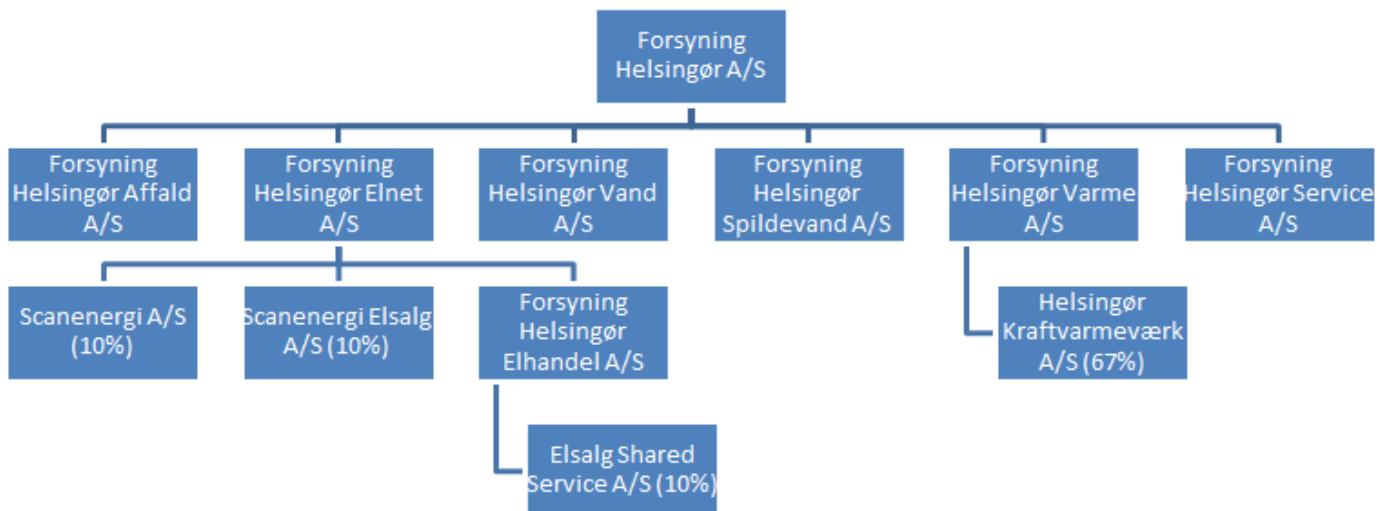 Forsyning
Helsingør A/S
Forsyning
Helsingør Affald
A/S
Forsyning
Helsingør Elnet
A/S
Forsyning
Helsingør Vand
A/S
Forsyning
Helsingør
Spildevand A/S
Forsyning
Helsingør Varme
A/S
Forsyning
Helsingør Service
A/S
Scanenergi A/S
(10%)
Scanenergi Elsalg
A/S (10%)
Forsyning
Helsingør
Elhandel A/S
Helsingør
Kraftvarmeværk
A/S (67%)
Elsalg Shared
Service A/S (10%)